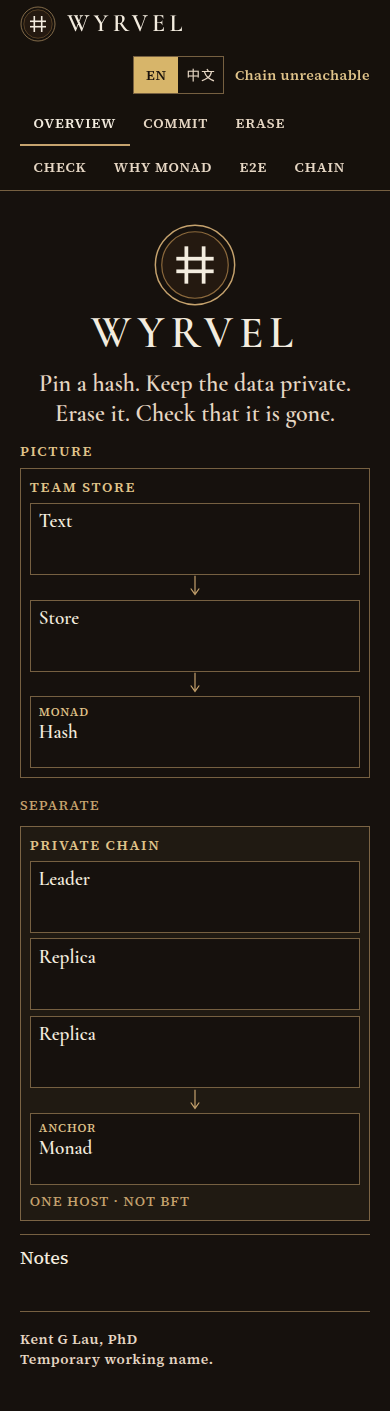 WYRVEL
EN 中文 Chain unreachable
OVERVIEW COMMIT ERASE
CHECK WHY MONAD E2E CHAIN
WYRVEL
Pin a hash. Keep the data private.
Erase it. Check that it is gone.
PICTURE
TEAM STORE
Text
Store
MONAD
Hash
SEPARATE
PRIVATE CHAIN
Leader
Replica
Replica
ANCHOR
Monad
ONE HOST · NOT BFT
Notes
Kent G Lau, PhD
Temporary working name.